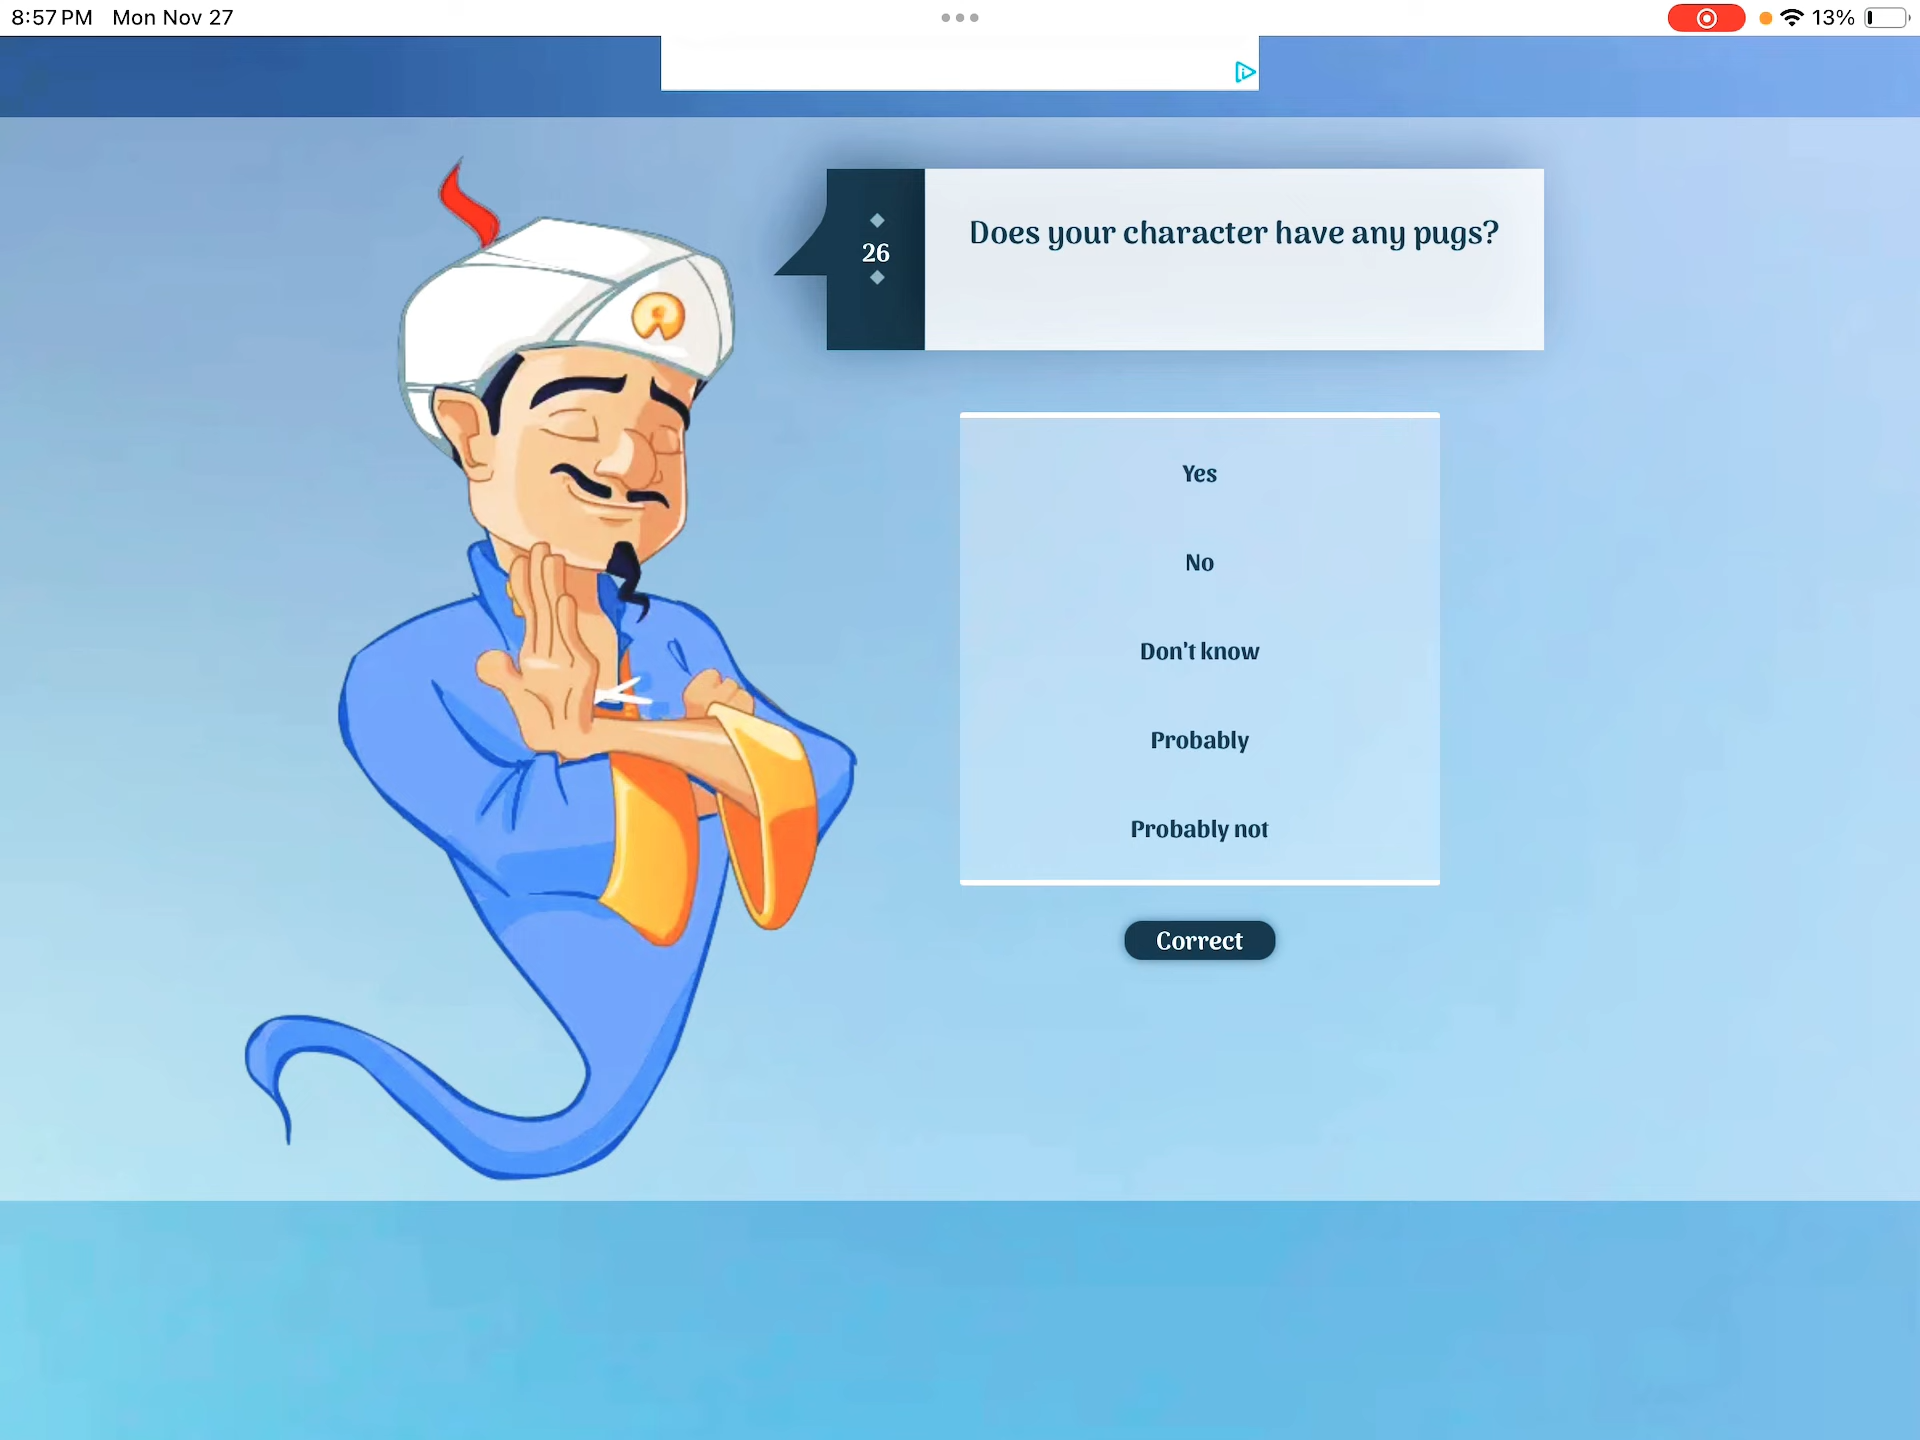 8:57 PM Mon Nov 27
13%
26
Does your character have any pugs?
Yes
No
Don't know
Probably
Probably not
Correct